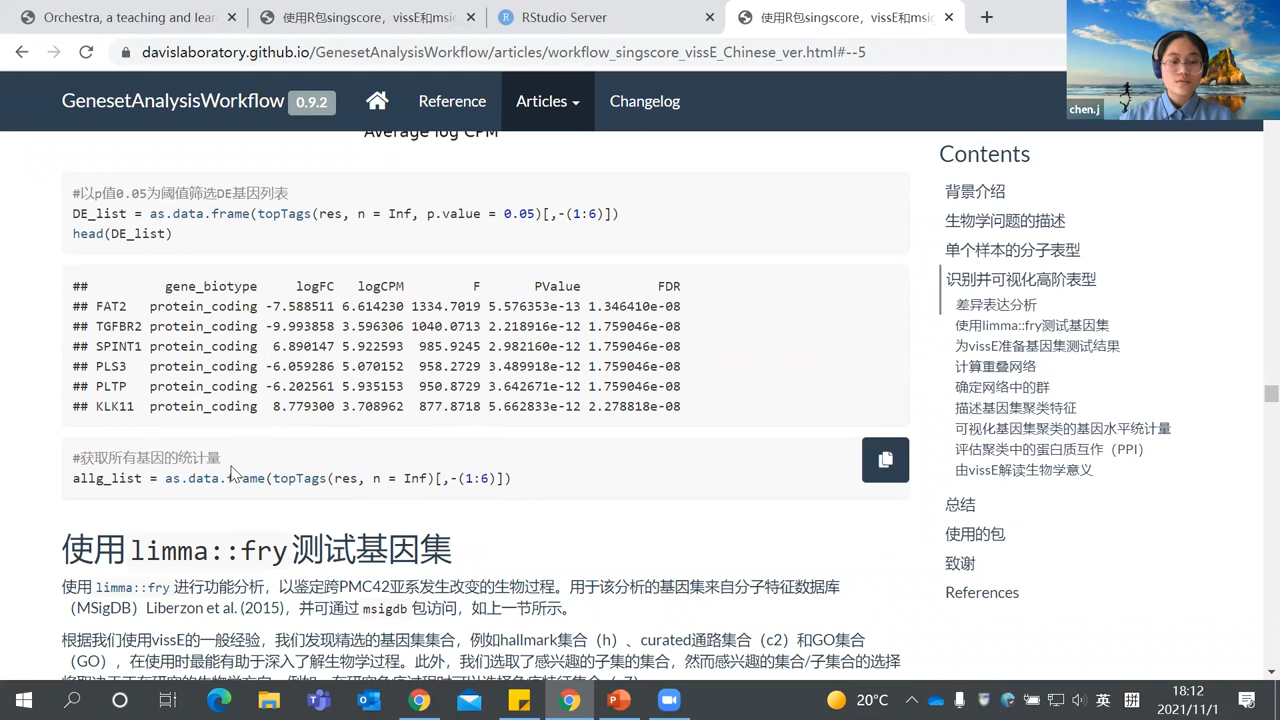 Orchestra, a teaching and lear
使用R包singscore，vissE和msig
RStudio Server
使用R包singscore，vissE和msig
davislaboratory.github.io/GenesetAnalysisWorkflow/articles/workflow_singscore_vissE_Chinese_ver.html#--5
chen.j
GenesetAnalysisWorkflow 0.9.2 Reference Articles Changelog
Average log CPM
#以p值0.05为阈值筛选DE基因列表
DE_list = as.data.frame(topTags(res, n = Inf, p.value = 0.05)[,-(1:6)])
head(DE_list)
## gene_biotype logFC logCPM F PValue FDR
## FAT2 protein_coding -7.588511 6.614230 1334.7019 5.576353e-13 1.346410e-08
## TGFBR2 protein_coding -9.993858 3.596306 1040.0713 2.218916e-12 1.759046e-08
## SPINT1 protein_coding 6.890147 5.922593 985.9245 2.982160e-12 1.759046e-08
## PLS3 protein_coding -6.059286 5.070152 958.2729 3.489918e-12 1.759046e-08
## PLTP protein_coding -6.202561 5.935153 950.8729 3.642671e-12 1.759046e-08
## KLK11 protein_coding 8.779300 3.708962 877.8718 5.662833e-12 2.278818e-08
#获取所有基因的统计量
allg_list = as.data.frame(topTags(res, n = Inf)[,-(1:6)])
使用limma::fry测试基因集
使用 limma::fry 进行功能分析，以鉴定跨PMC42亚系发生改变的生物过程。用于该分析的基因集来自分子特征数据库
（MSigDB）Liberzon et al. (2015)，并可通过 msigdb 包访问，如上一节所示。
根据我们使用vissE的一般经验，我们发现精选的基因集集合，例如hallmark集合（h）、curated通路集合（c2）和GO集合
（GO），在使用时最能有助于深入了解生物学过程。此外，我们选取了感兴趣的子集的集合，然而感兴趣的集合/子集合的选择
Contents
背景介绍
生物学问题的描述
单个样本的分子表型
识别并可视化高阶表型
差异表达分析
使用limma::fry测试基因集
为vissE准备基因集测试结果
计算重叠网络
确定网络中的群
描述基因集聚类特征
可视化基因集聚类的基因水平统计量
评估聚类中的蛋白质互作（PPI）
由vissE解读生物学意义
总结
使用的包
致谢
References
20°C
英
拼
18:12
2021/11/1